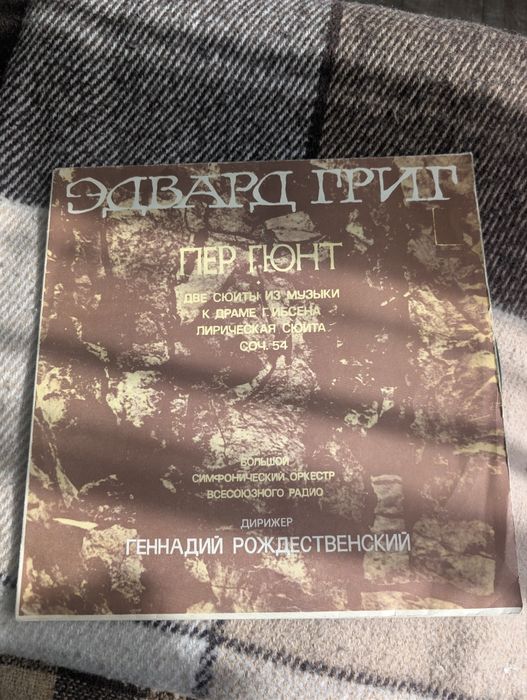 ЭДВАРД ГРИГ
ПЕР ГЮНТ
ДВЕ СЮИТЫ ИЗ МУЗЫКИ
К ДРАМЕ Г. ИБСЕНА
ЛИРИЧЕСКАЯ СЮИТА
СОЧ. 54
БОЛЬШОЙ
СИМФОНИЧЕСКИЙ ОРКЕСТР
ВСЕСОЮЗНОГО РАДИО
ДИРИЖЕР
ГЕННАДИЙ РОЖДЕСТВЕНСКИЙ